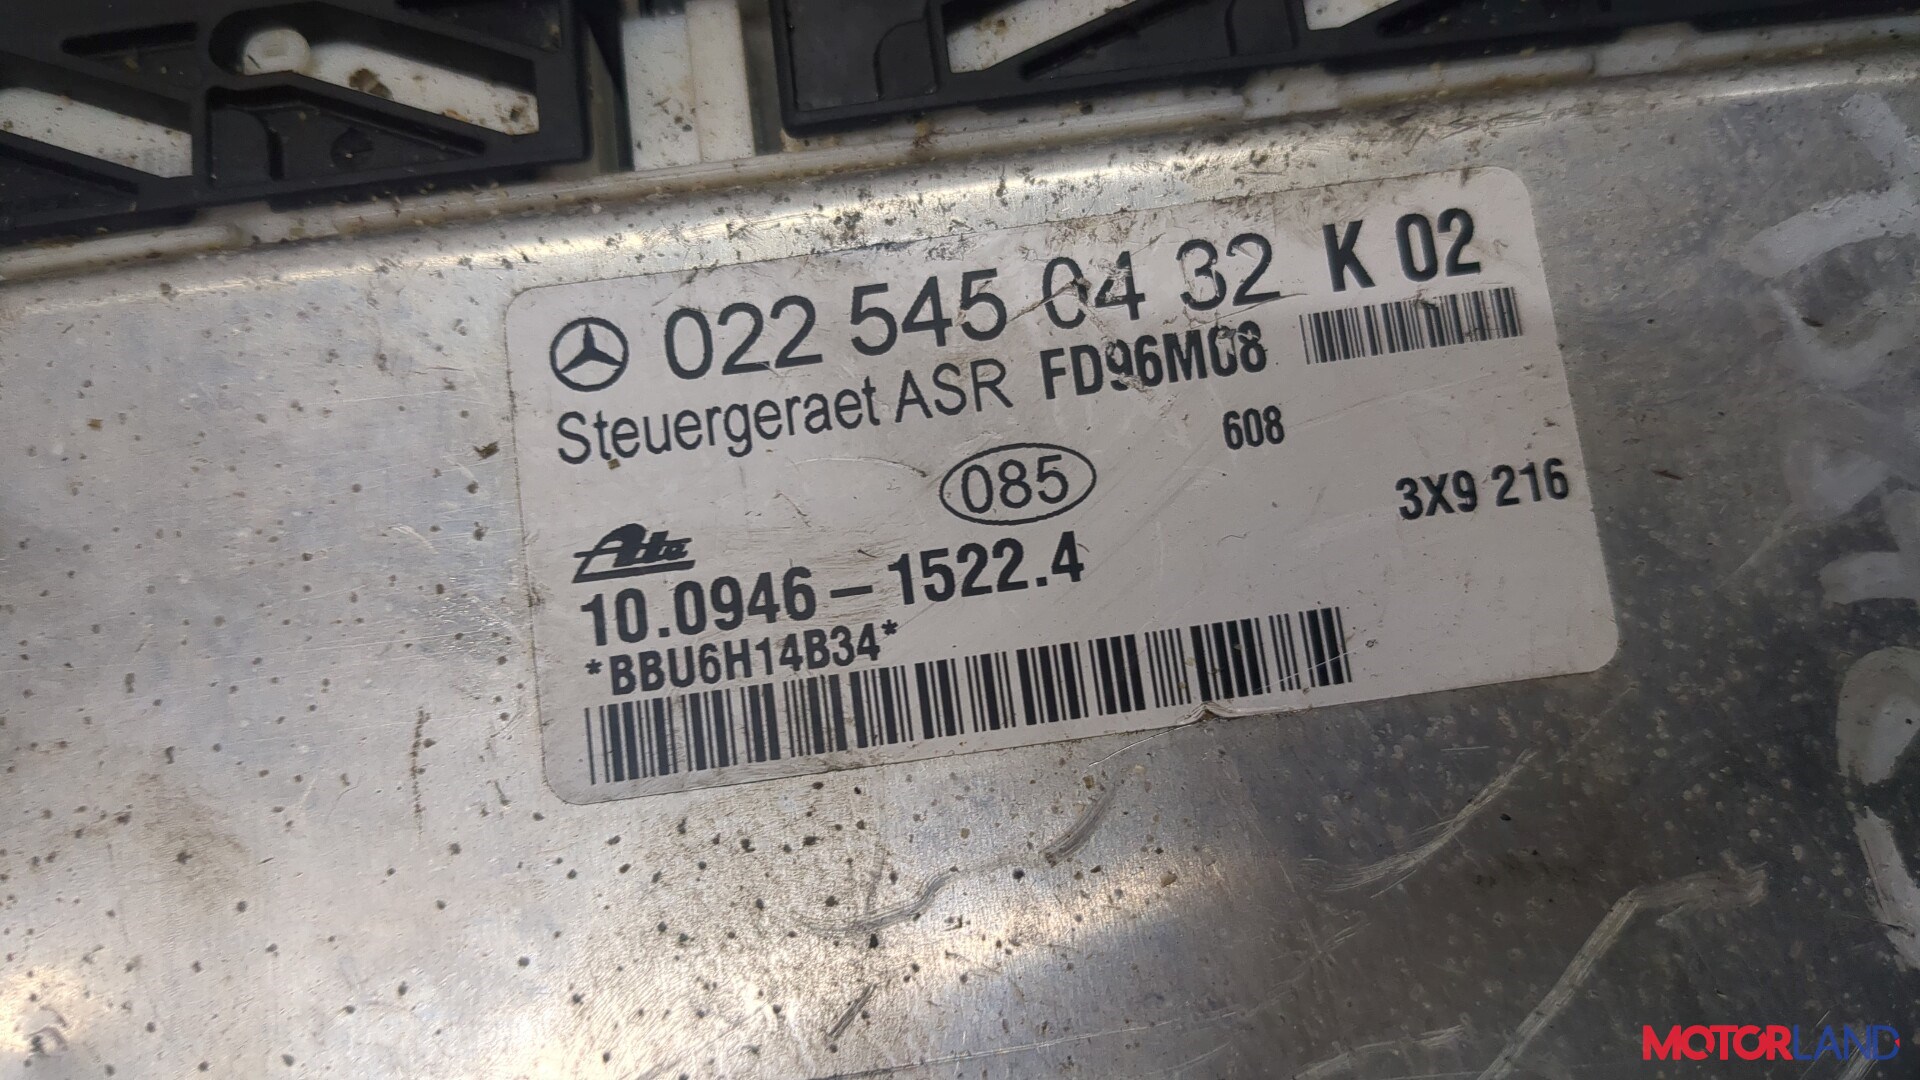 022 545 04 32 K 02
Steuergeraet ASR FD96M08
608
085
3X9 216
Ate
10.0946-1522.4
*BBU6H14B34*
MOTORLAND